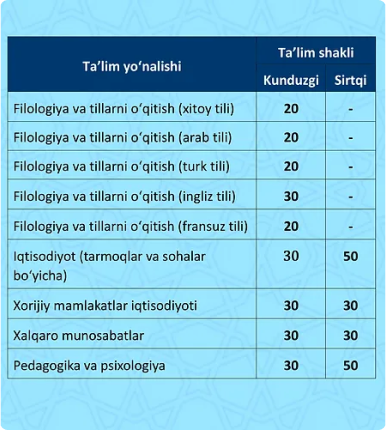 Ta’lim yo‘nalishi Ta’lim shakli
Kunduzgi Sirtqi
Filologiya va tillarni o‘qitish (xitoy tili) 20 -
Filologiya va tillarni o‘qitish (arab tili) 20 -
Filologiya va tillarni o‘qitish (turk tili) 20 -
Filologiya va tillarni o‘qitish (ingliz tili) 30 -
Filologiya va tillarni o‘qitish (fransuz tili) 20 -
Iqtisodiyot (tarmoqlar va sohalar
bo‘yicha) 30 50
Xorijiy mamlakatlar iqtisodiyoti 30 30
Xalqaro munosabatlar 30 30
Pedagogika va psixologiya 30 50